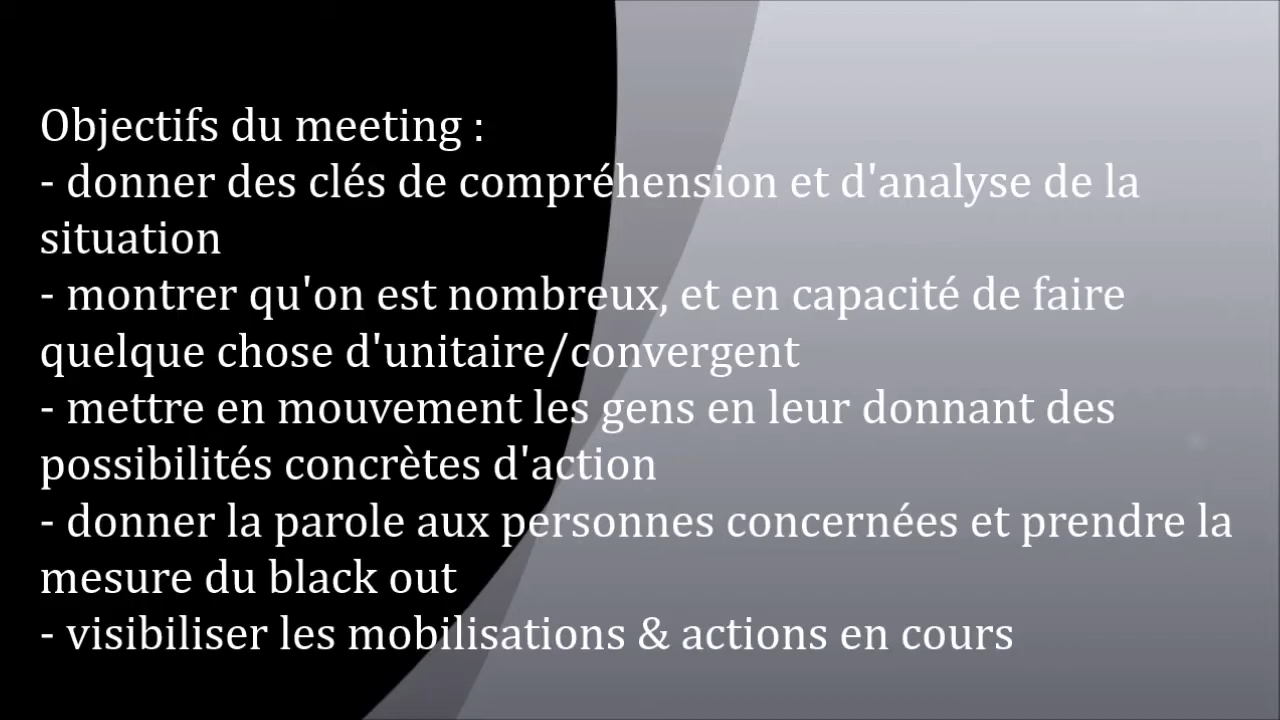 Objectifs du meeting :
- donner des clés de compréhension et d'analyse de la
situation
- montrer qu'on est nombreux, et en capacité de faire
quelque chose d'unitaire/convergent
- mettre en mouvement les gens en leur donnant des
possibilités concrètes d'action
- donner la parole aux personnes concernées et prendre la
mesure du black out
- visibiliser les mobilisations & actions en cours